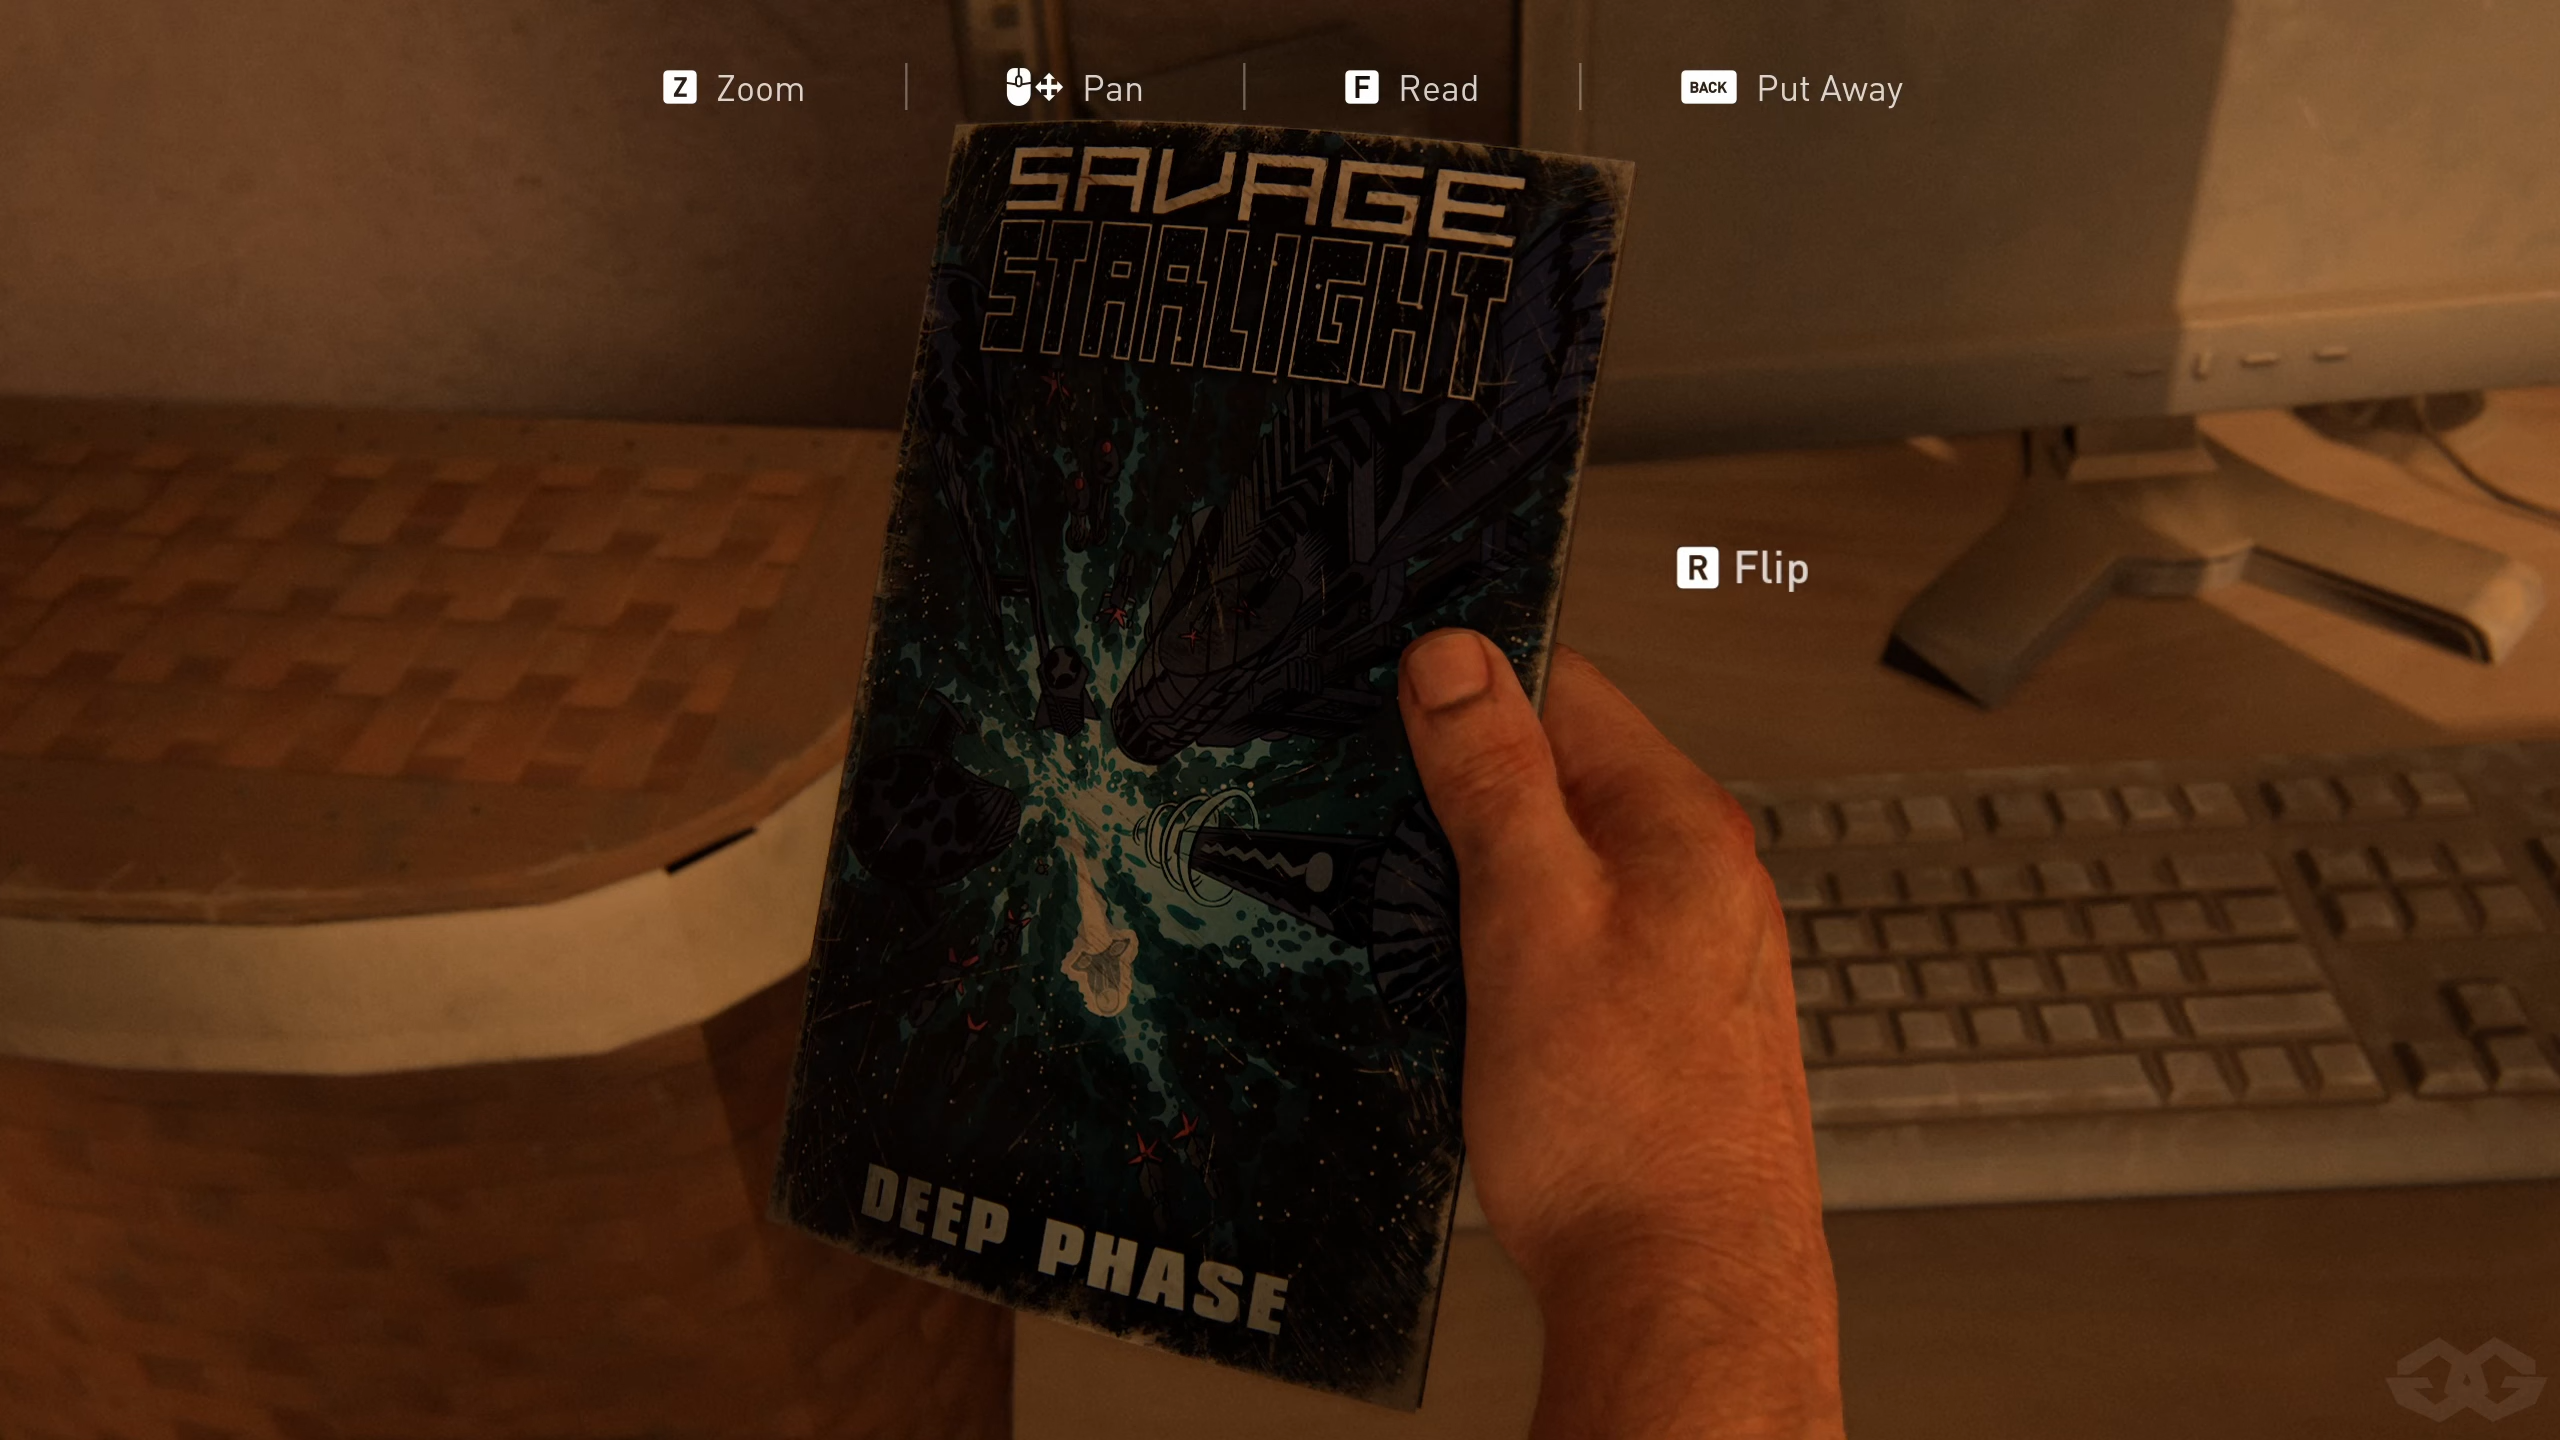 Z Zoom
Pan
F Read
BACK Put Away
SAVAGE
STARLIGHT
R Flip
DEEP PHASE